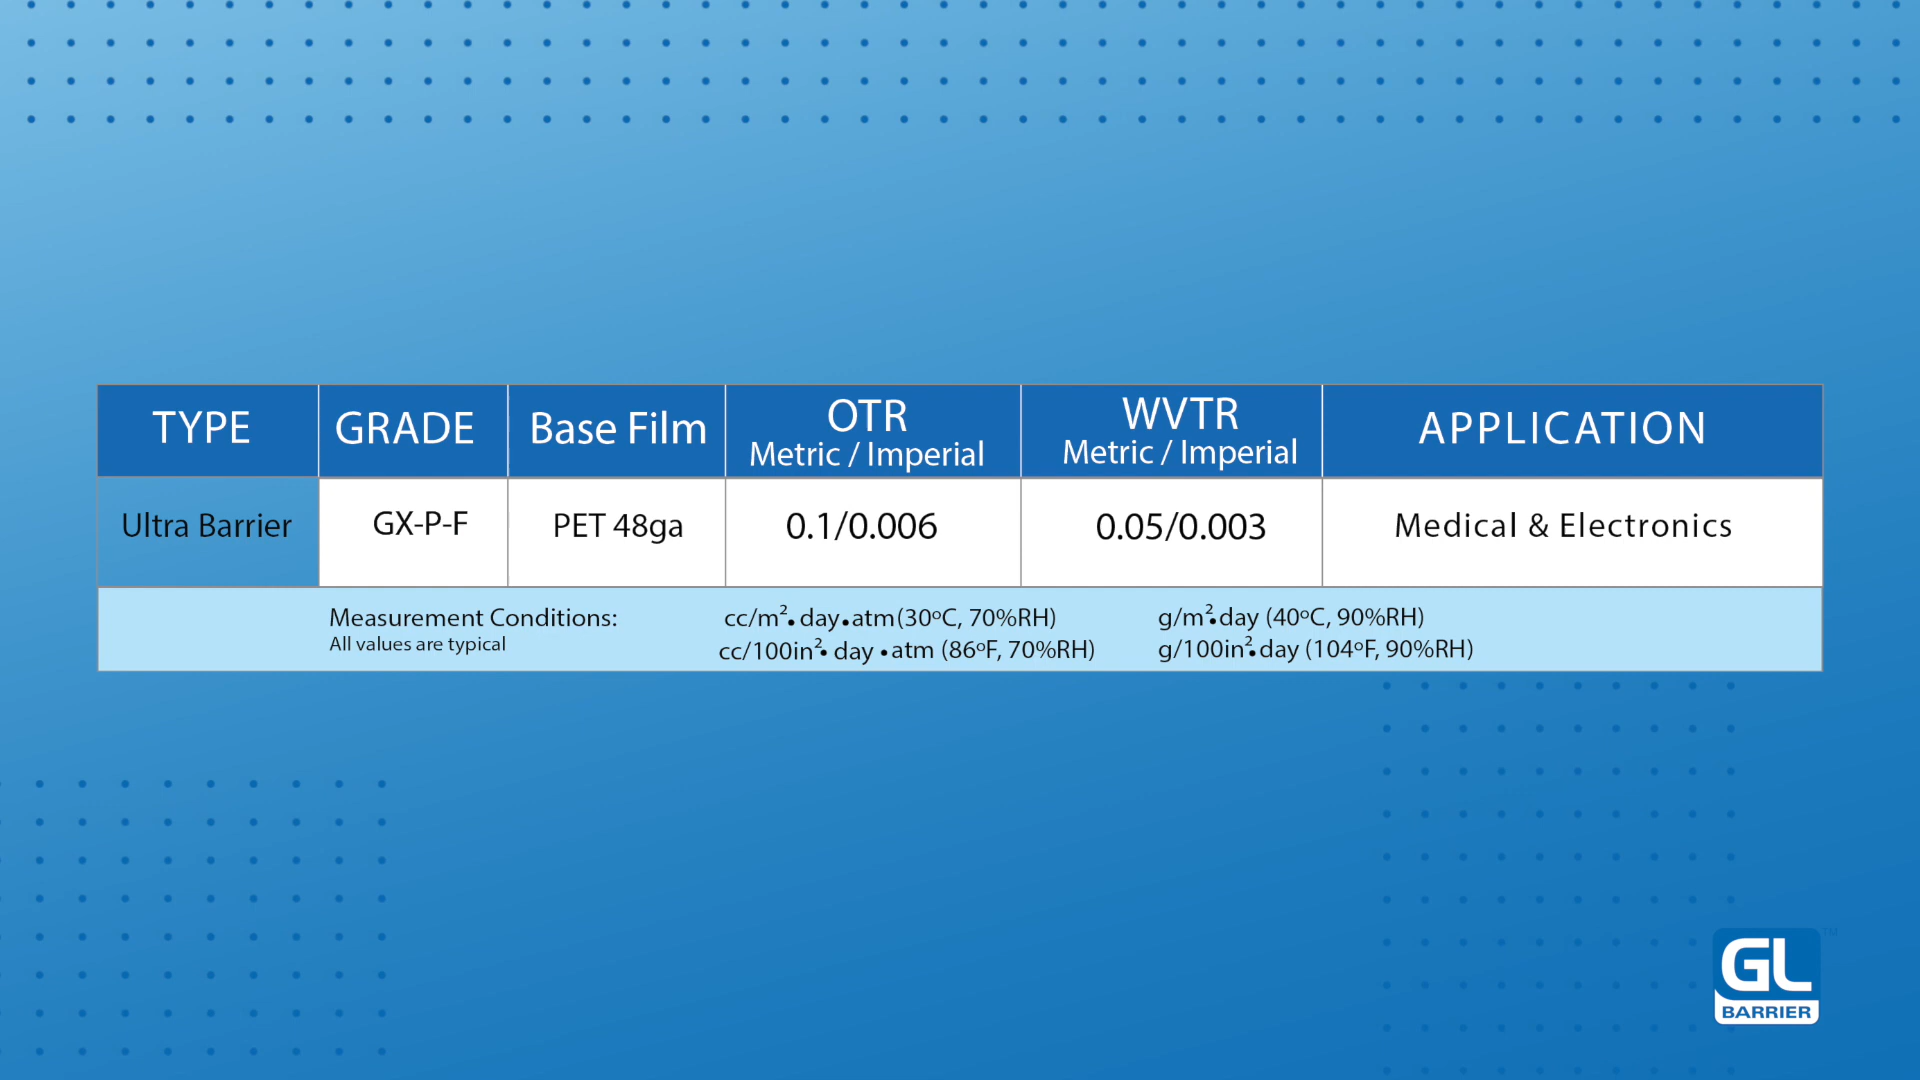 TYPE
GRADE
Base Film
OTR
Metric / Imperial
WVTR
Metric / Imperial
APPLICATION
Ultra Barrier
GX-P-F
PET 48ga
0.1/0.006
0.05/0.003
Medical & Electronics
Measurement Conditions:
All values are typical
cc/m²•day•atm(30ºC, 70%RH)
cc/100in²• day •atm (86ºF, 70%RH)
g/m²•day (40ºC, 90%RH)
g/100in²•day (104ºF, 90%RH)
GL
BARRIER
TM